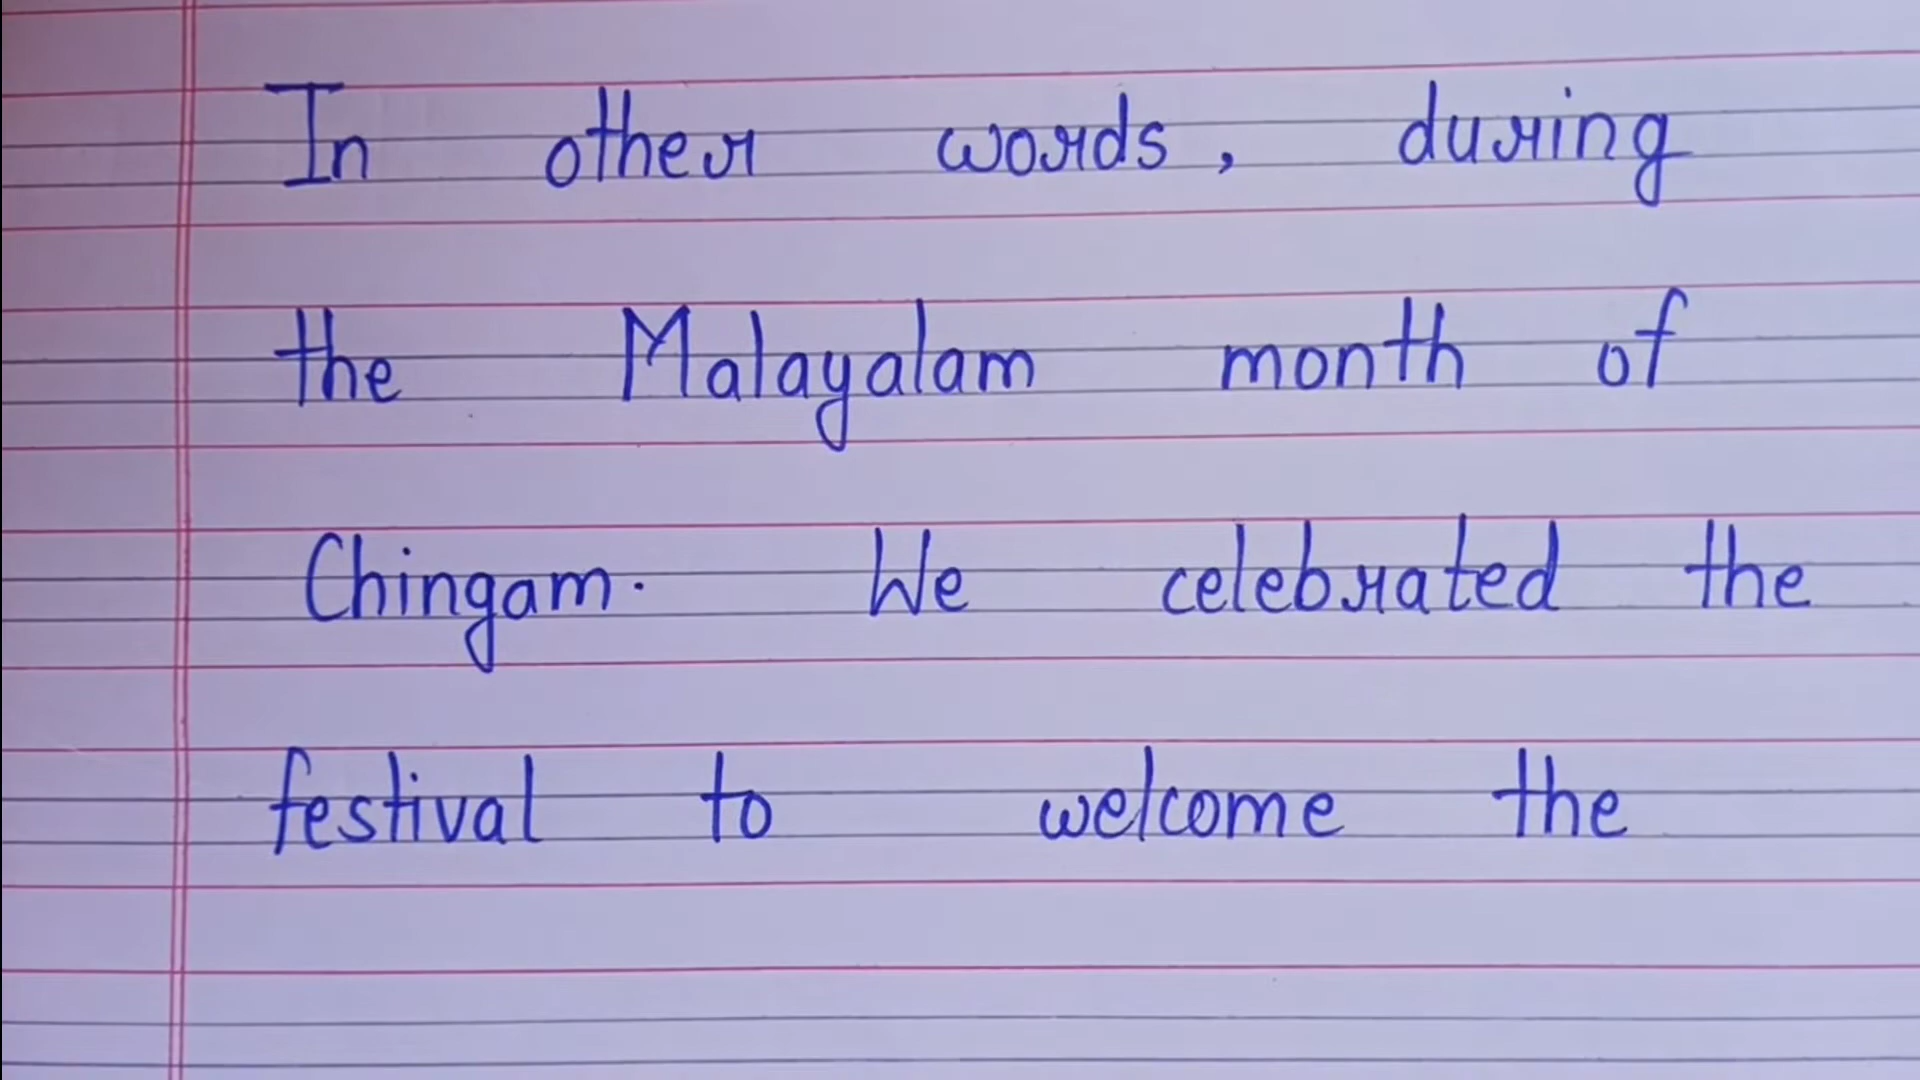 In other words, during
the Malayalam month of
Chingam. We celebrated the
festival to welcome the